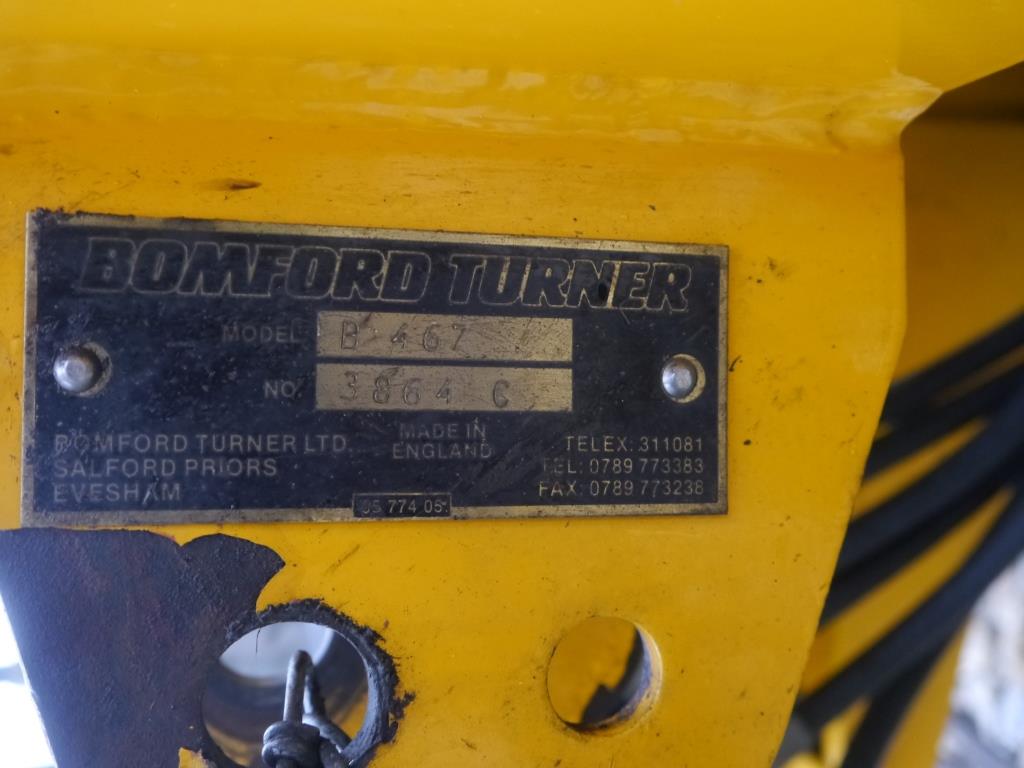 BOMFORD TURNER
MODEL B 467
NO. 3864 C
BOMFORD TURNER LTD.
SALFORD PRIORS
EVESHAM
MADE IN
ENGLAND
TELEX: 311081
TEL: 0789 773383
FAX: 0789 773238
05 774 05